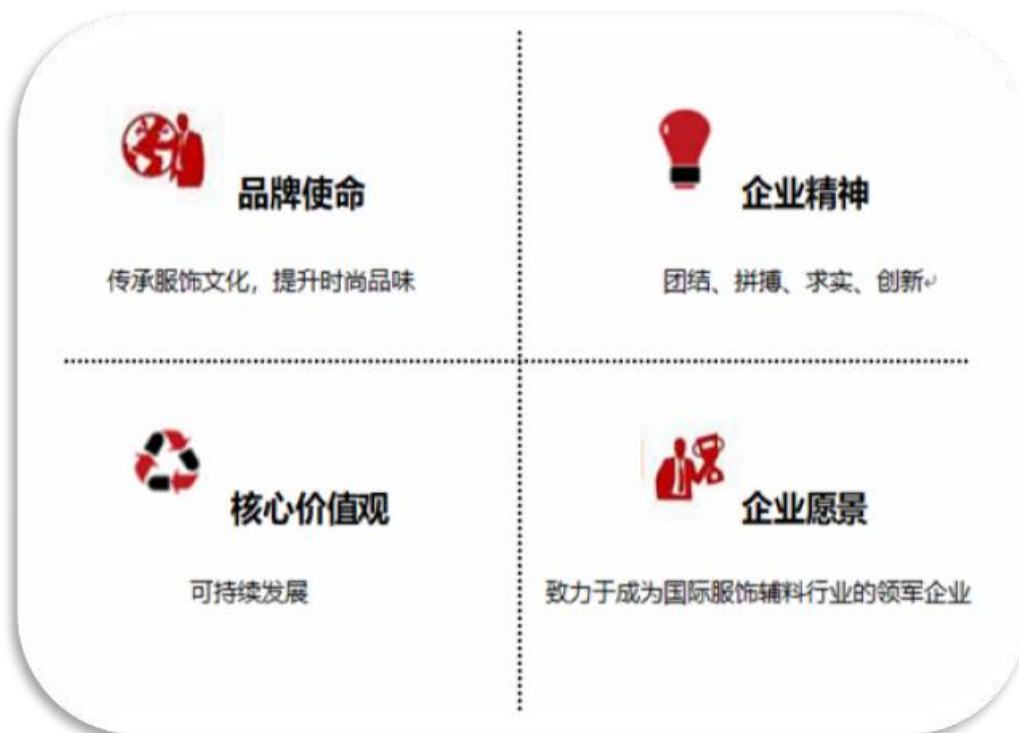 品牌使命
传承服饰文化，提升时尚品味
企业精神
团结、拼搏、求实、创新
核心价值观
可持续发展
企业愿景
致力于成为国际服饰辅料行业的领军企业